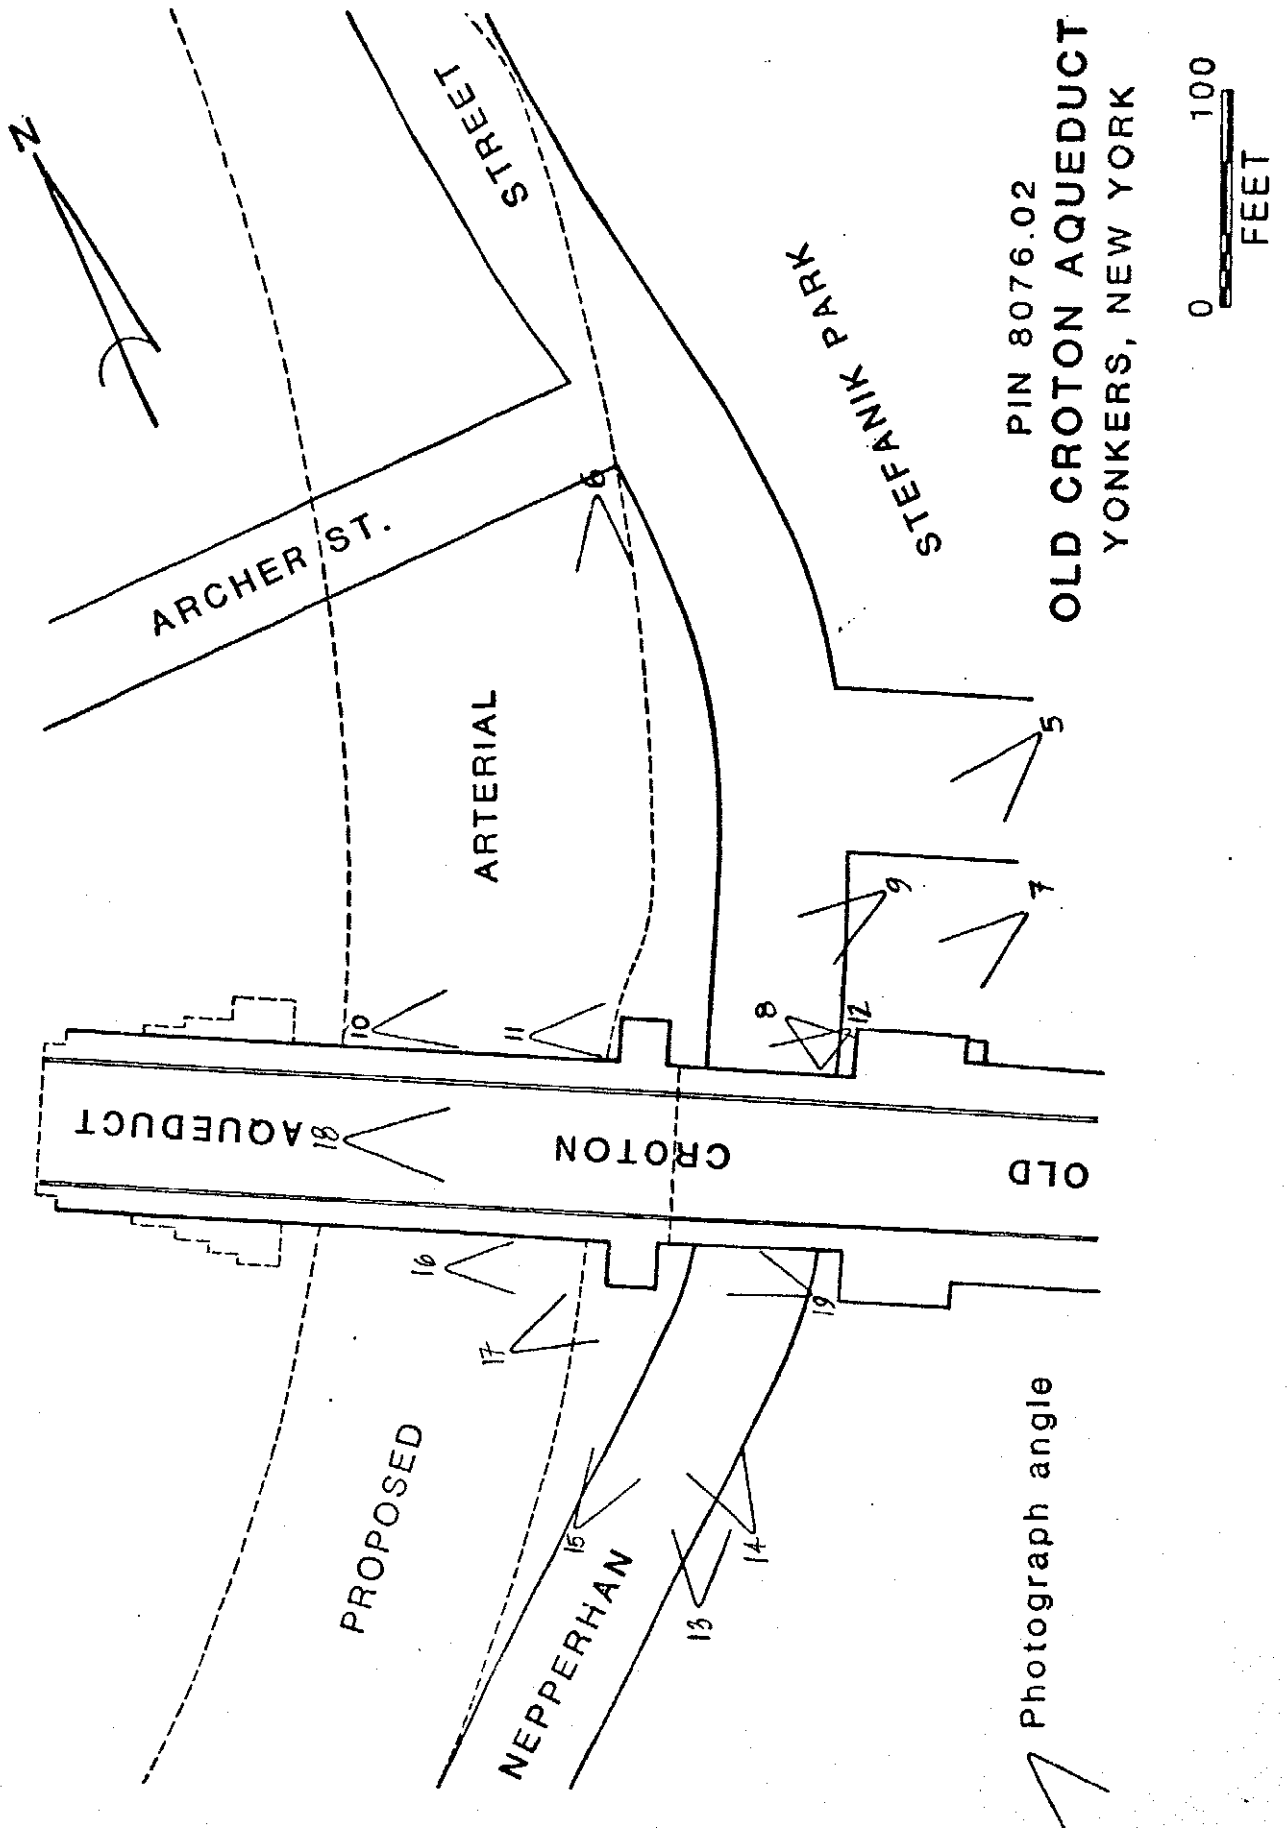 N
STREET
ARCHER ST.
6
ARTERIAL
STEFANIK PARK
5
7
9
8
12
10
11
AQUEDUCT
18
CROTON
OLD
16
17
19
PROPOSED
15
NEPPERHAN
14
13
PIN 8076.02
OLD CROTON AQUEDUCT
YONKERS, NEW YORK
0 100
FEET
Photograph angle